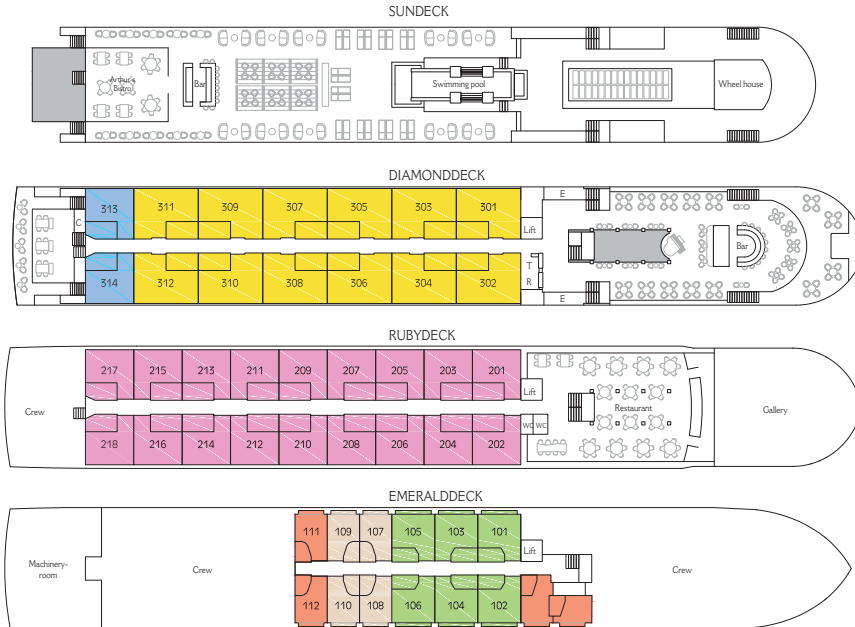 SUNDECK
Arthur's
Bistro
Bar
Swimming pool
Wheel house
DIAMONDDECK
313 311 309 307 305 303 301
C
E
Lift
Bar
T
R
314 312 310 308 306 304 302
E
RUBYDECK
217 215 213 211 209 207 205 203 201
Lift
Crew
Restaurant
Gallery
WC WC
218 216 214 212 210 208 206 204 202
EMERALDDECK
111 109 107 105 103 101
Lift
Machinery-
room
Crew
Crew
112 110 108 106 104 102